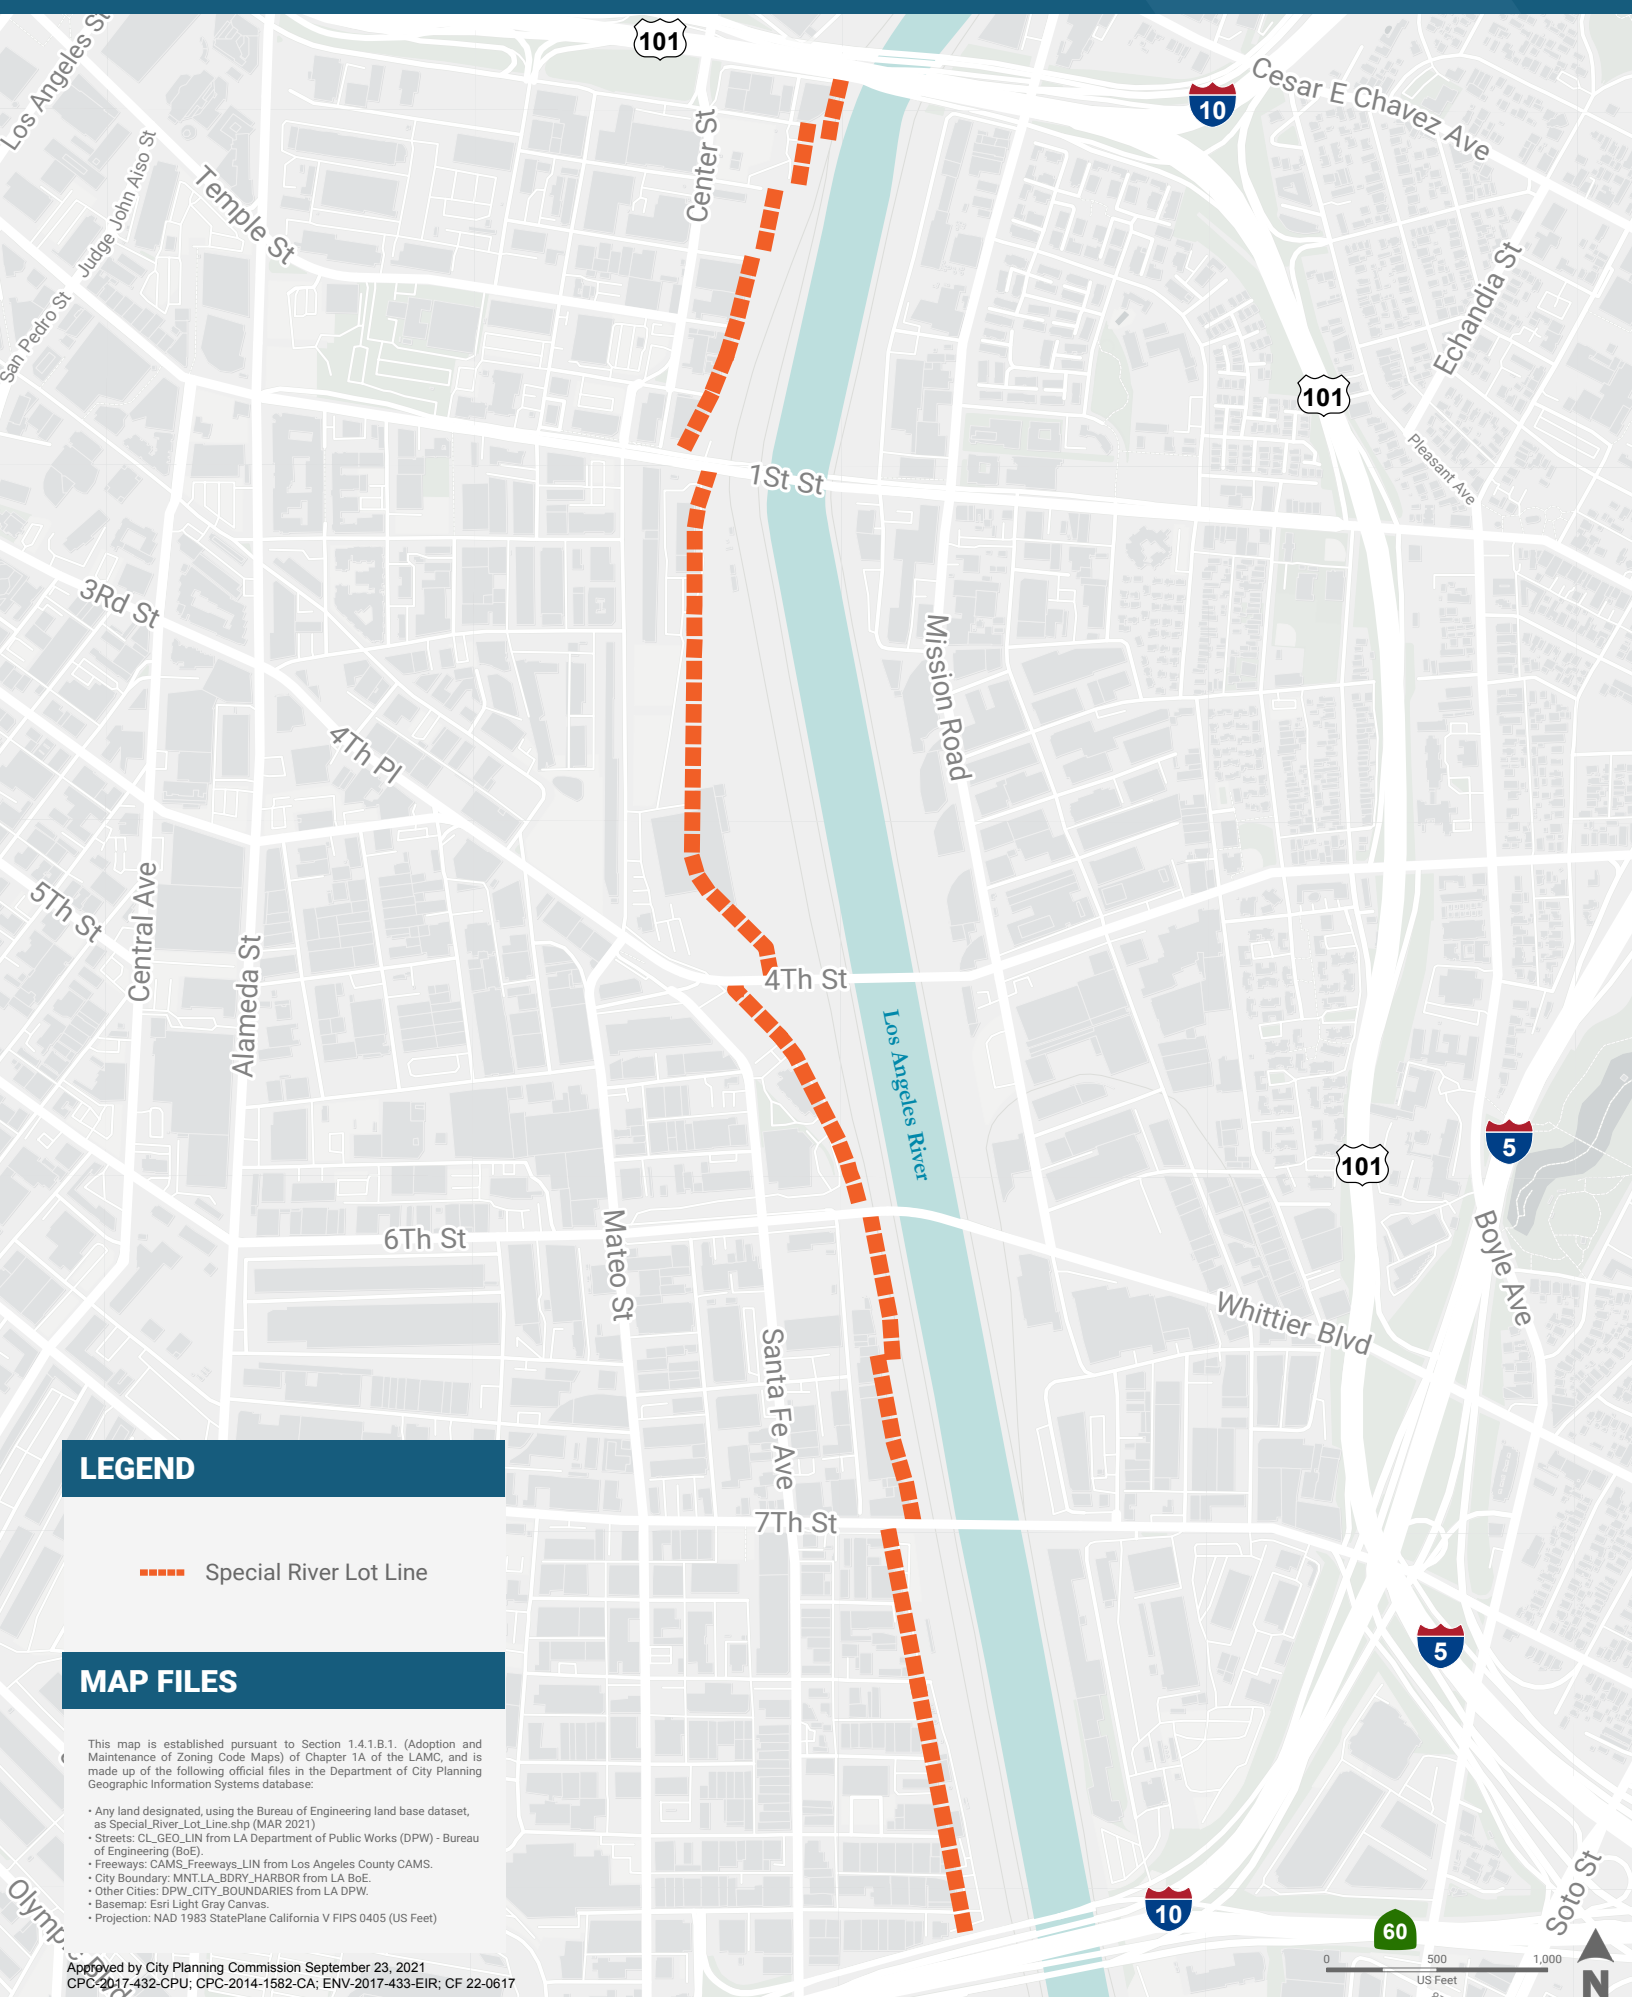 101
Los Angeles St
Cesar E Chavez Ave
10
Center St
Judge John Aiso St
Temple St
San Pedro St
Echandia St
101
Pleasant Ave
1St St
3Rd St
Mission Road
4Th Pl
5Th St
Central Ave
Alameda St
4Th St
Los Angeles River
5
101
6Th St
Mateo St
Boyle Ave
Whittier Blvd
Santa Fe Ave
7Th St
5
LEGEND
Special River Lot Line
MAP FILES
This map is established pursuant to Section 1.4.1.B.1. (Adoption and
Maintenance of Zoning Code Maps) of Chapter 1A of the LAMC, and is
made up of the following official files in the Department of City Planning
Geographic Information Systems database:
• Any land designated, using the Bureau of Engineering land base dataset,
as Special_River_Lot_Line.shp (MAR 2021)
• Streets: CL_GEO_LIN from LA Department of Public Works (DPW) - Bureau
of Engineering (BoE).
• Freeways: CAMS_Freeways_LIN from Los Angeles County CAMS.
• City Boundary: MNT.LA_BDRY_HARBOR from LA BoE.
• Other Cities: DPW_CITY_BOUNDARIES from LA DPW.
• Basemap: Esri Light Gray Canvas.
• Projection: NAD 1983 StatePlane California V FIPS 0405 (US Feet)
10
60
Soto St
0 500 1,000
US Feet
N
Approved by City Planning Commission September 23, 2021
CPC-2017-432-CPU; CPC-2014-1582-CA; ENV-2017-433-EIR; CF 22-0617